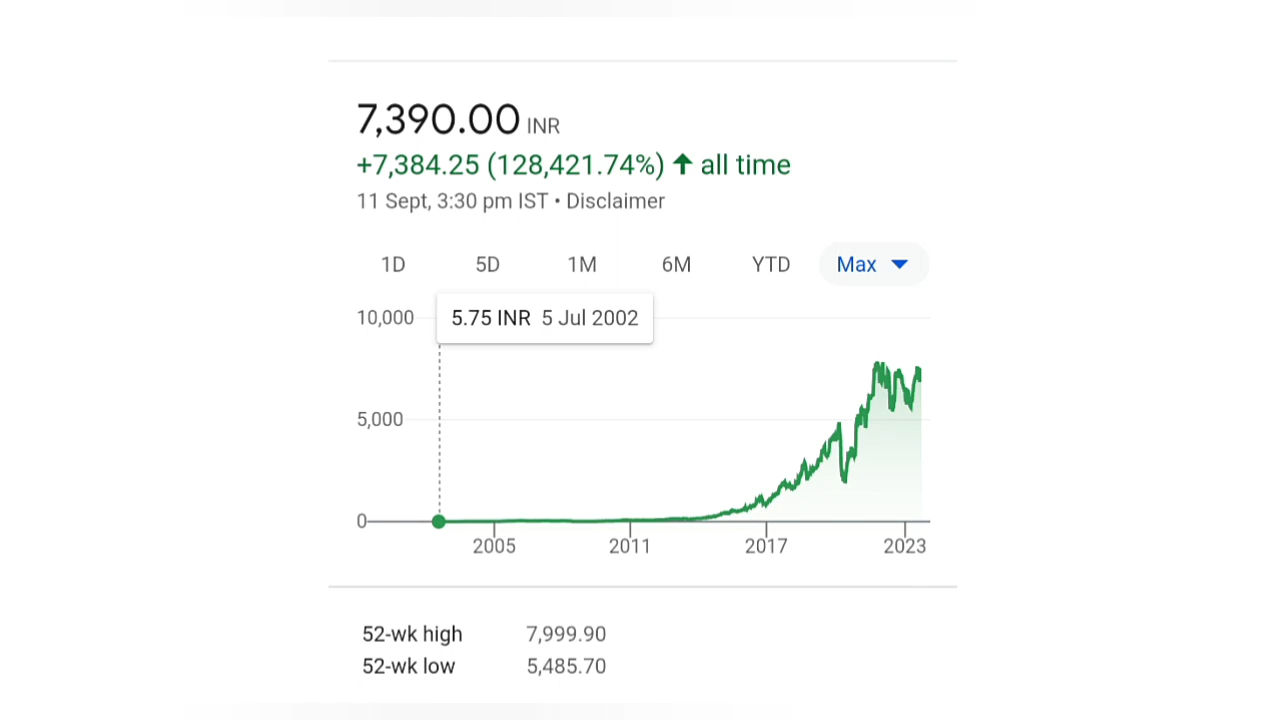 7,390.00 INR
+7,384.25 (128,421.74%) ↑ all time
11 Sept, 3:30 pm IST • Disclaimer
1D 5D 1M 6M YTD Max
10,000
5.75 INR 5 Jul 2002
5,000
0
2005 2011 2017 2023
52-wk high 7,999.90
52-wk low 5,485.70